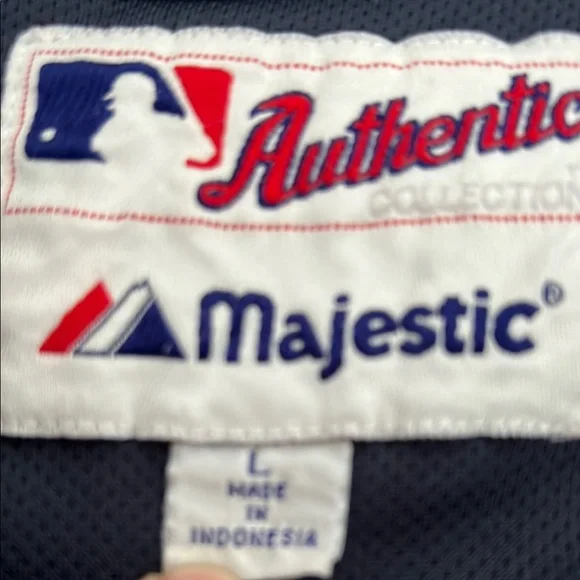 Authentic
COLLECTION
Majestic®
L
MADE
IN
INDONESIA